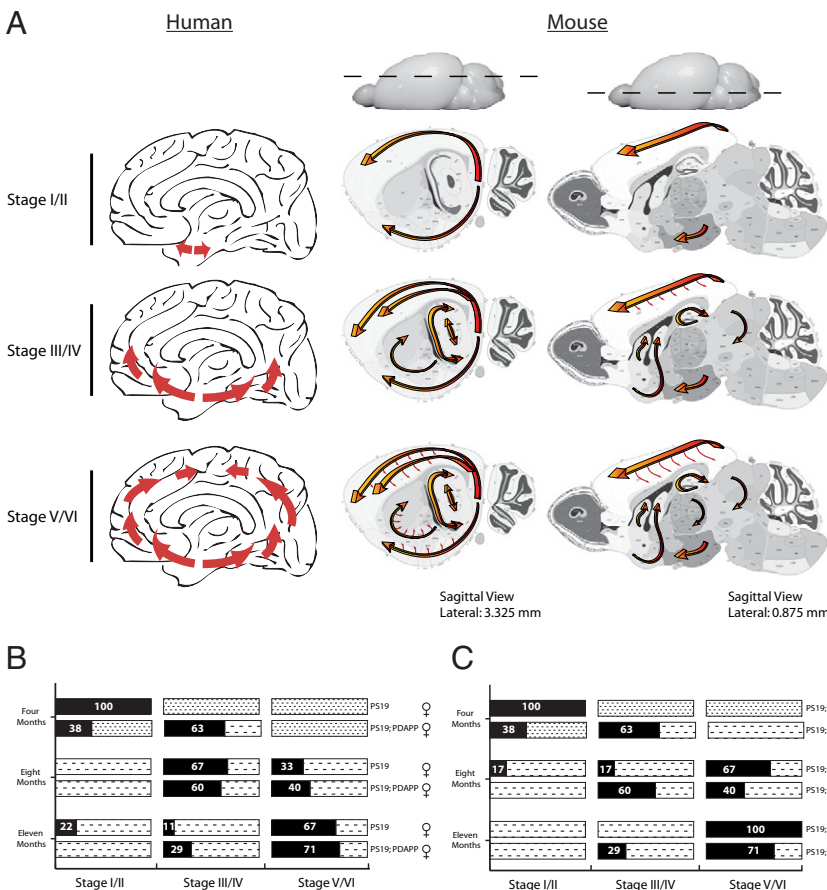 A
Human
Mouse
Stage I/II
Stage III/IV
Stage V/VI
Sagittal View
Lateral: 3.325 mm
Sagittal View
Lateral: 0.875 mm
B
Four
Months
100
PS19 ♀
38
63
PS19; PDAPP ♀
Eight
Months
67
33
PS19 ♀
60
40
PS19; PDAPP ♀
Eleven
Months
22
11
67
PS19 ♀
29
71
PS19; PDAPP ♀
Stage I/II
Stage III/IV
Stage V/VI
C
Four
Months
100
PS19;
38
63
PS19;
Eight
Months
17
17
67
PS19;
60
40
PS19;
Eleven
Months
100
PS19;
29
71
PS19;
Stage I/II
Stage III/IV
Stage V/VI